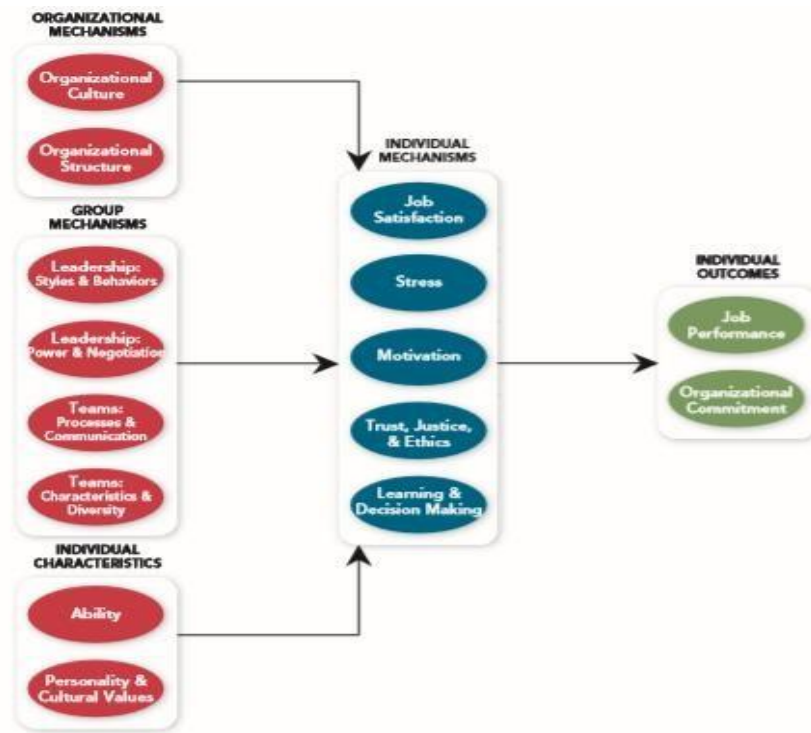 ORGANIZATIONAL
MECHANISMS
Organizational
Culture
Organizational
Structure
GROUP
MECHANISMS
Leadership:
Styles & Behaviors
Leadership:
Power & Negotiation
Teams:
Processes &
Communication
Teams:
Characteristics &
Diversity
INDIVIDUAL
CHARACTERISTICS
Ability
Personality &
Cultural Values
INDIVIDUAL
MECHANISMS
Job
Satisfaction
Stress
Motivation
Trust, Justice,
& Ethics
Learning &
Decision Making
INDIVIDUAL
OUTCOMES
Job
Performance
Organizational
Commitment